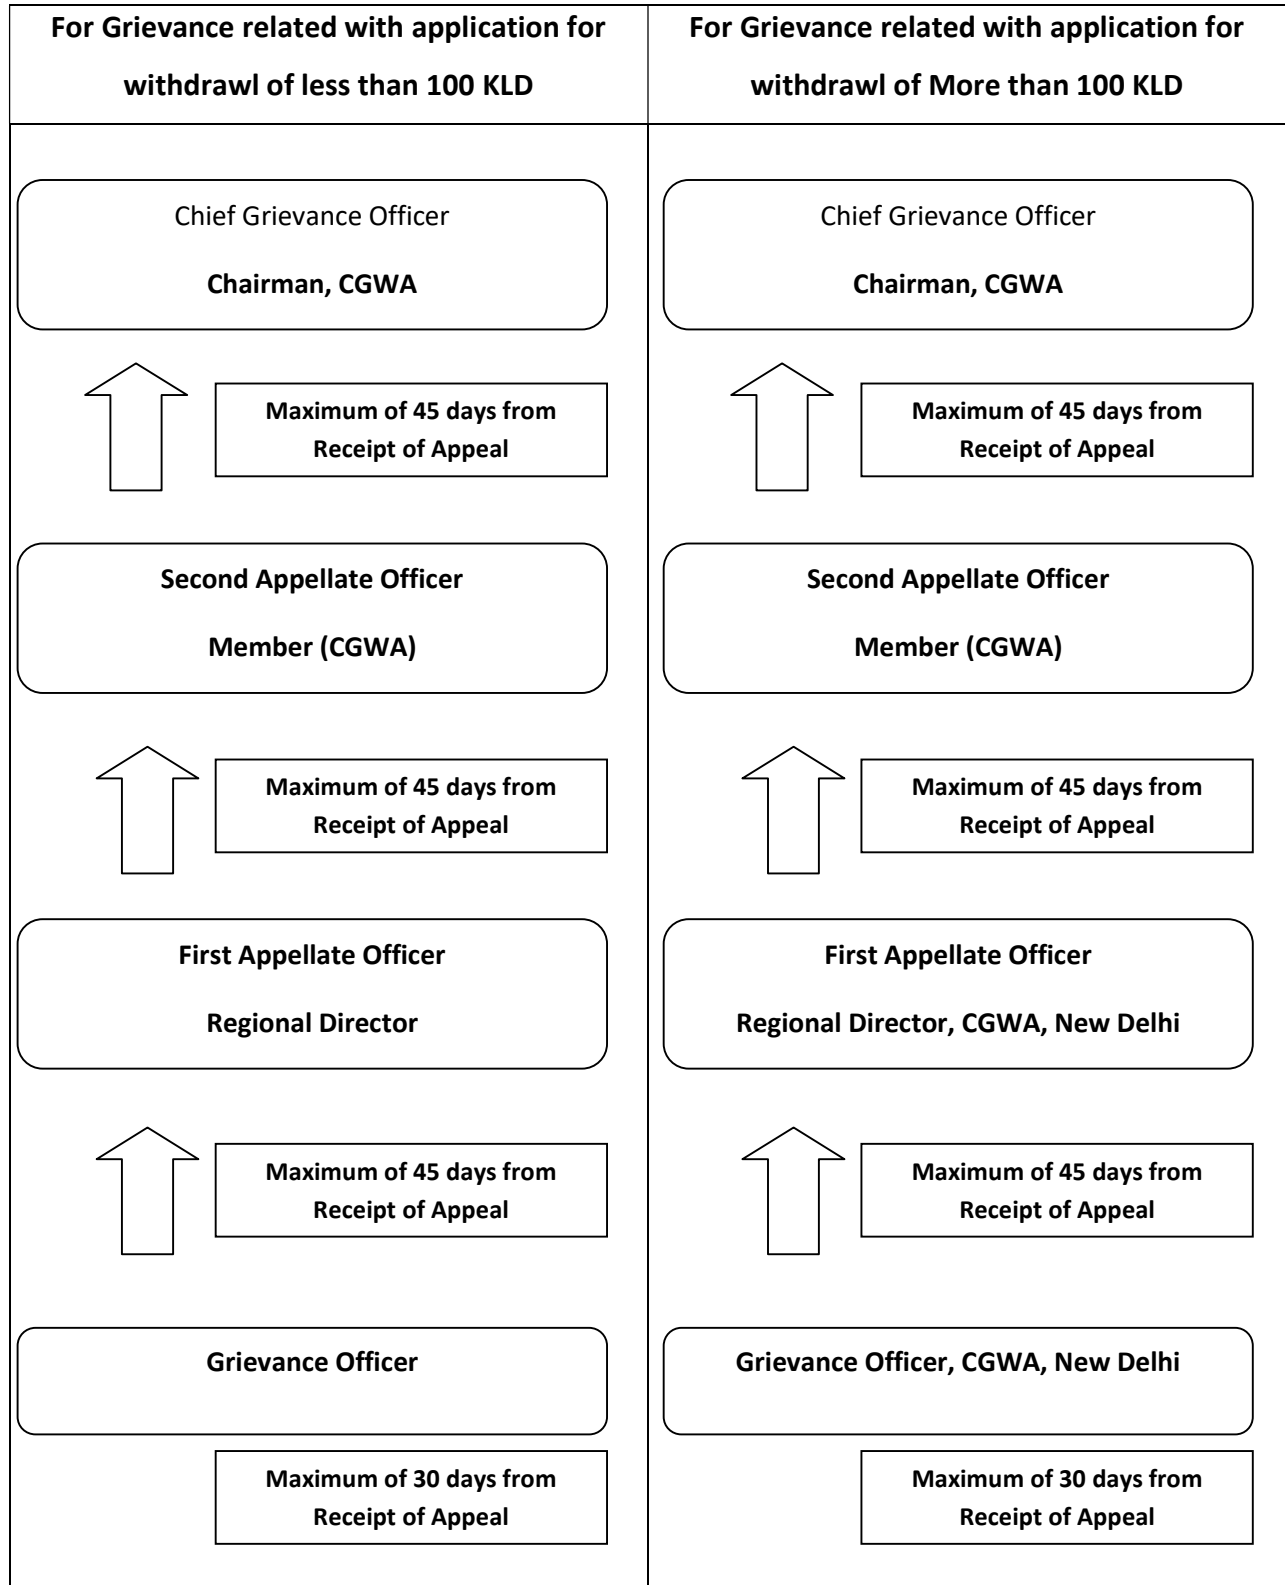 For Grievance related with application for
withdrawl of less than 100 KLD
For Grievance related with application for
withdrawl of More than 100 KLD
Chief Grievance Officer
Chairman, CGWA
Maximum of 45 days from
Receipt of Appeal
Second Appellate Officer
Member (CGWA)
Maximum of 45 days from
Receipt of Appeal
First Appellate Officer
Regional Director
Maximum of 45 days from
Receipt of Appeal
Grievance Officer
Maximum of 30 days from
Receipt of Appeal
Chief Grievance Officer
Chairman, CGWA
Maximum of 45 days from
Receipt of Appeal
Second Appellate Officer
Member (CGWA)
Maximum of 45 days from
Receipt of Appeal
First Appellate Officer
Regional Director, CGWA, New Delhi
Maximum of 45 days from
Receipt of Appeal
Grievance Officer, CGWA, New Delhi
Maximum of 30 days from
Receipt of Appeal